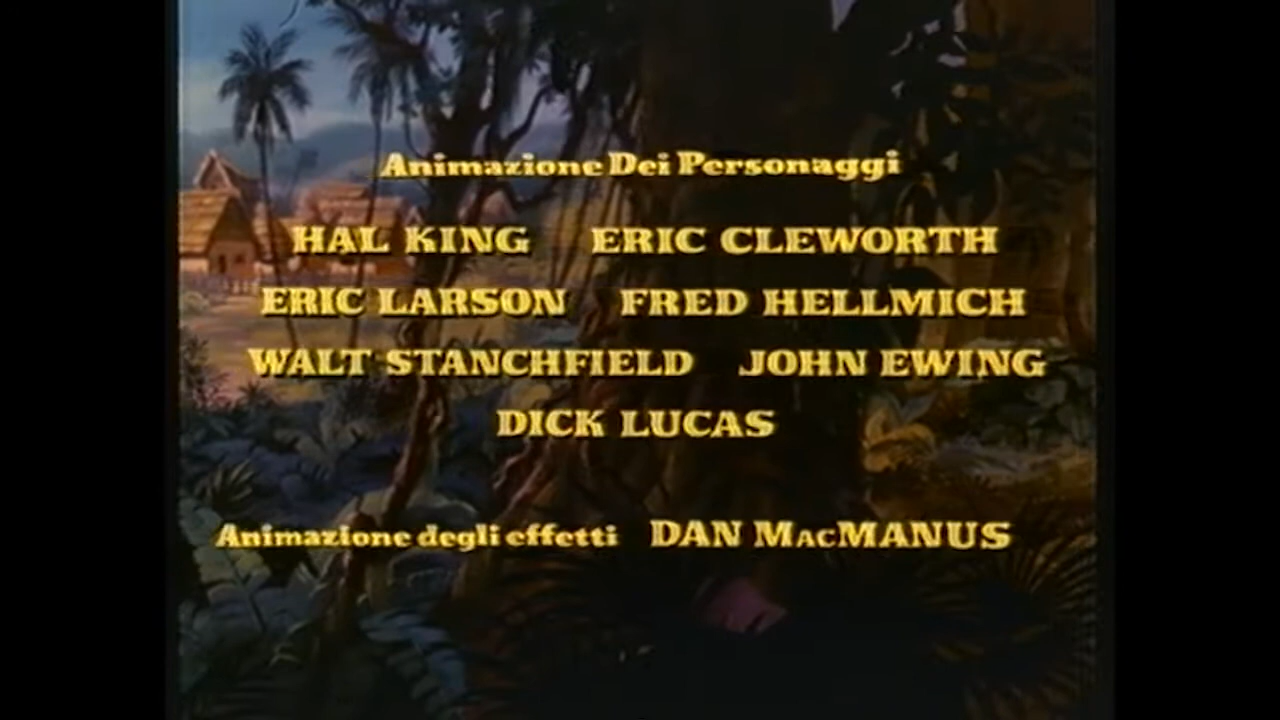 Animazione Dei Personaggi
HAL KING ERIC CLEWORTH
ERIC LARSON FRED HELLMICH
WALT STANCHFIELD JOHN EWING
DICK LUCAS
Animazione degli effetti DAN MacMANUS